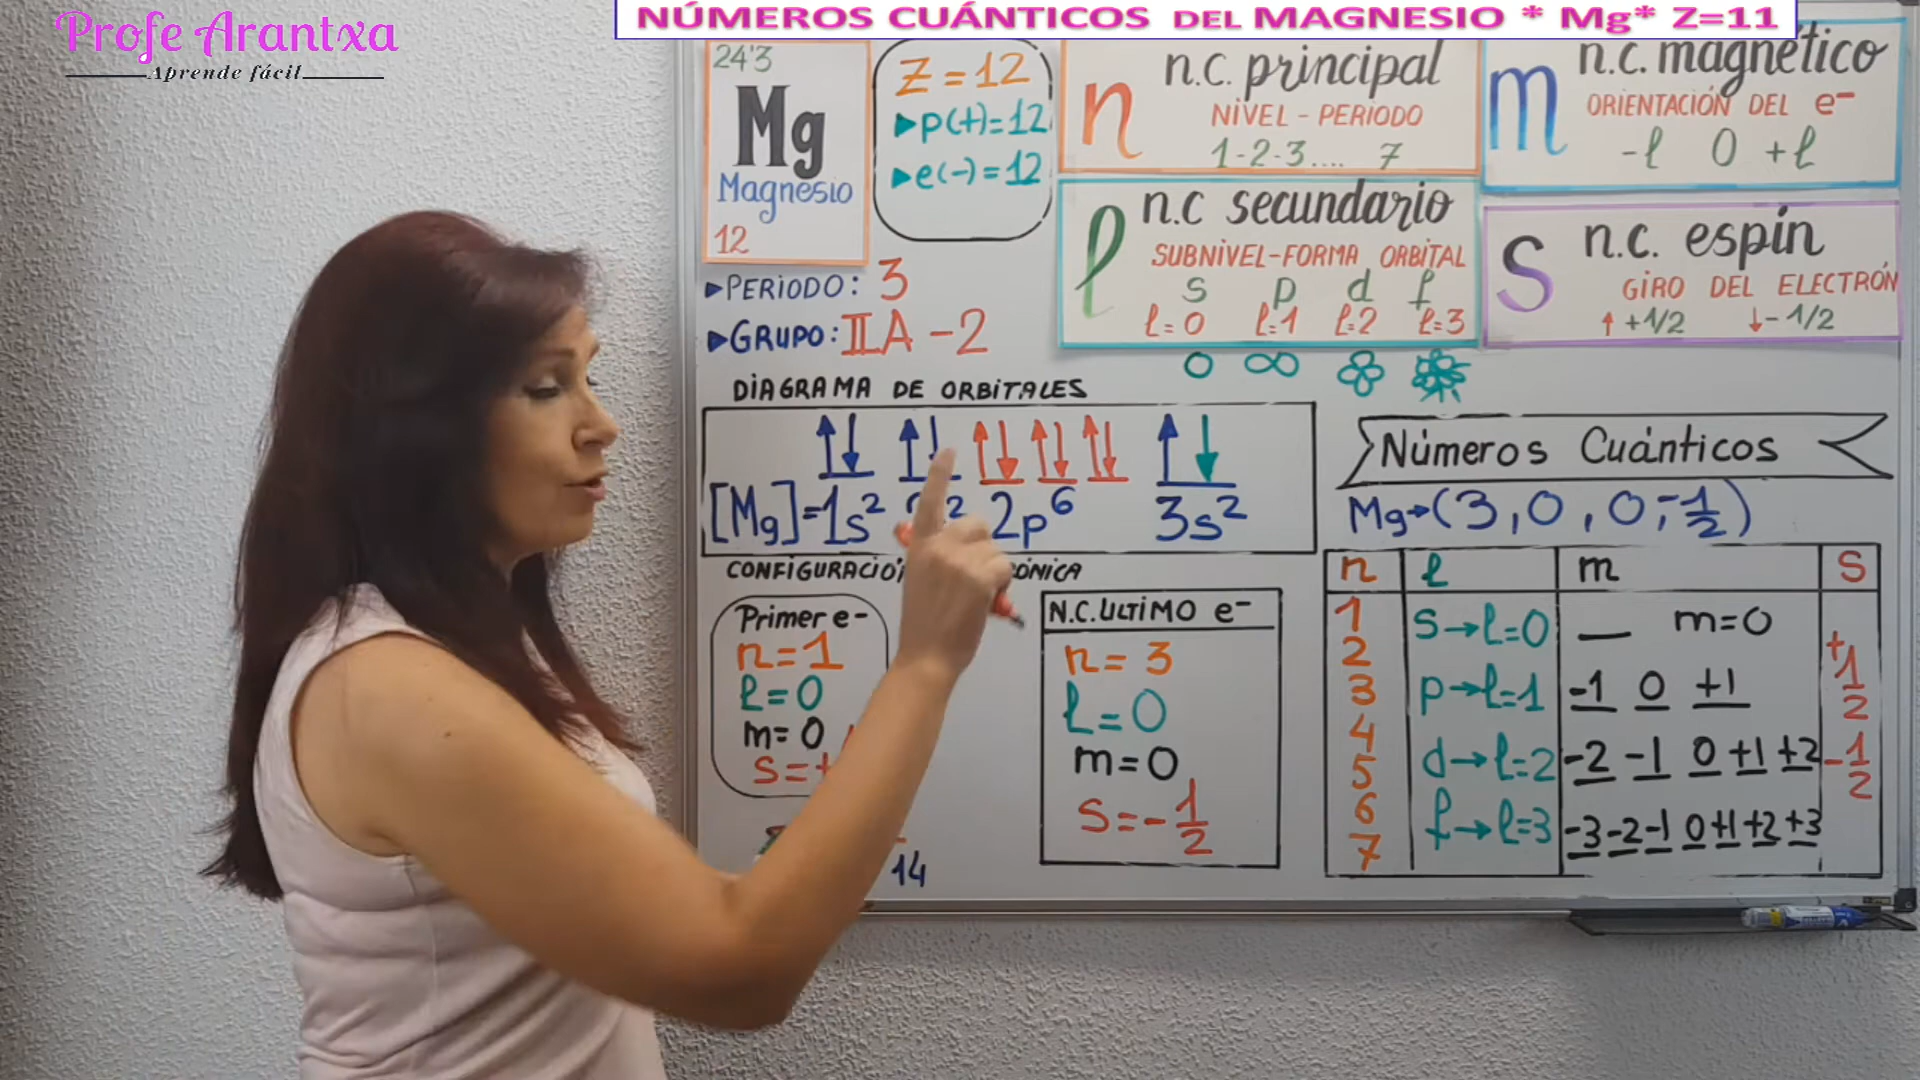 Profe Arantxa
Aprende fácil
NÚMEROS CUÁNTICOS DEL MAGNESIO * Mg* Z=11
24'3
Mg
Magnesio
12
Z = 12
▶p(+)=12
▶e(-)=12
▶PERIODO: 3
▶GRUPO: IIA - 2
n
n.c. principal
NIVEL - PERIODO
1-2-3.... 7
l
n.c secundario
SUBNIVEL-FORMA ORBITAL
s p d f
l=0 l=1 l=2 l=3
m
n.c. magnético
ORIENTACIÓN DEL e-
-l 0 +l
s
n.c. espín
GIRO DEL ELECTRÓN
↑+1/2 ↓-1/2
DIAGRAMA DE ORBITALES
[Mg]=1s² 2p⁶ 3s²
Primer e-
n=1
l=0
m=0
s=+
14
N.C.ULTIMO e-
n=3
l=0
m=0
s=-1/2
Números Cuánticos
Mg→(3,0,0,-1/2)
n l m s
1 s→l=0 m=0
2
3 p→l=1 -1 0 +1 +1/2
4
5 d→l=2 -2 -1 0 +1 +2 -1/2
6 f→l=3 -3 -2 -1 0 +1 +2 +3
7